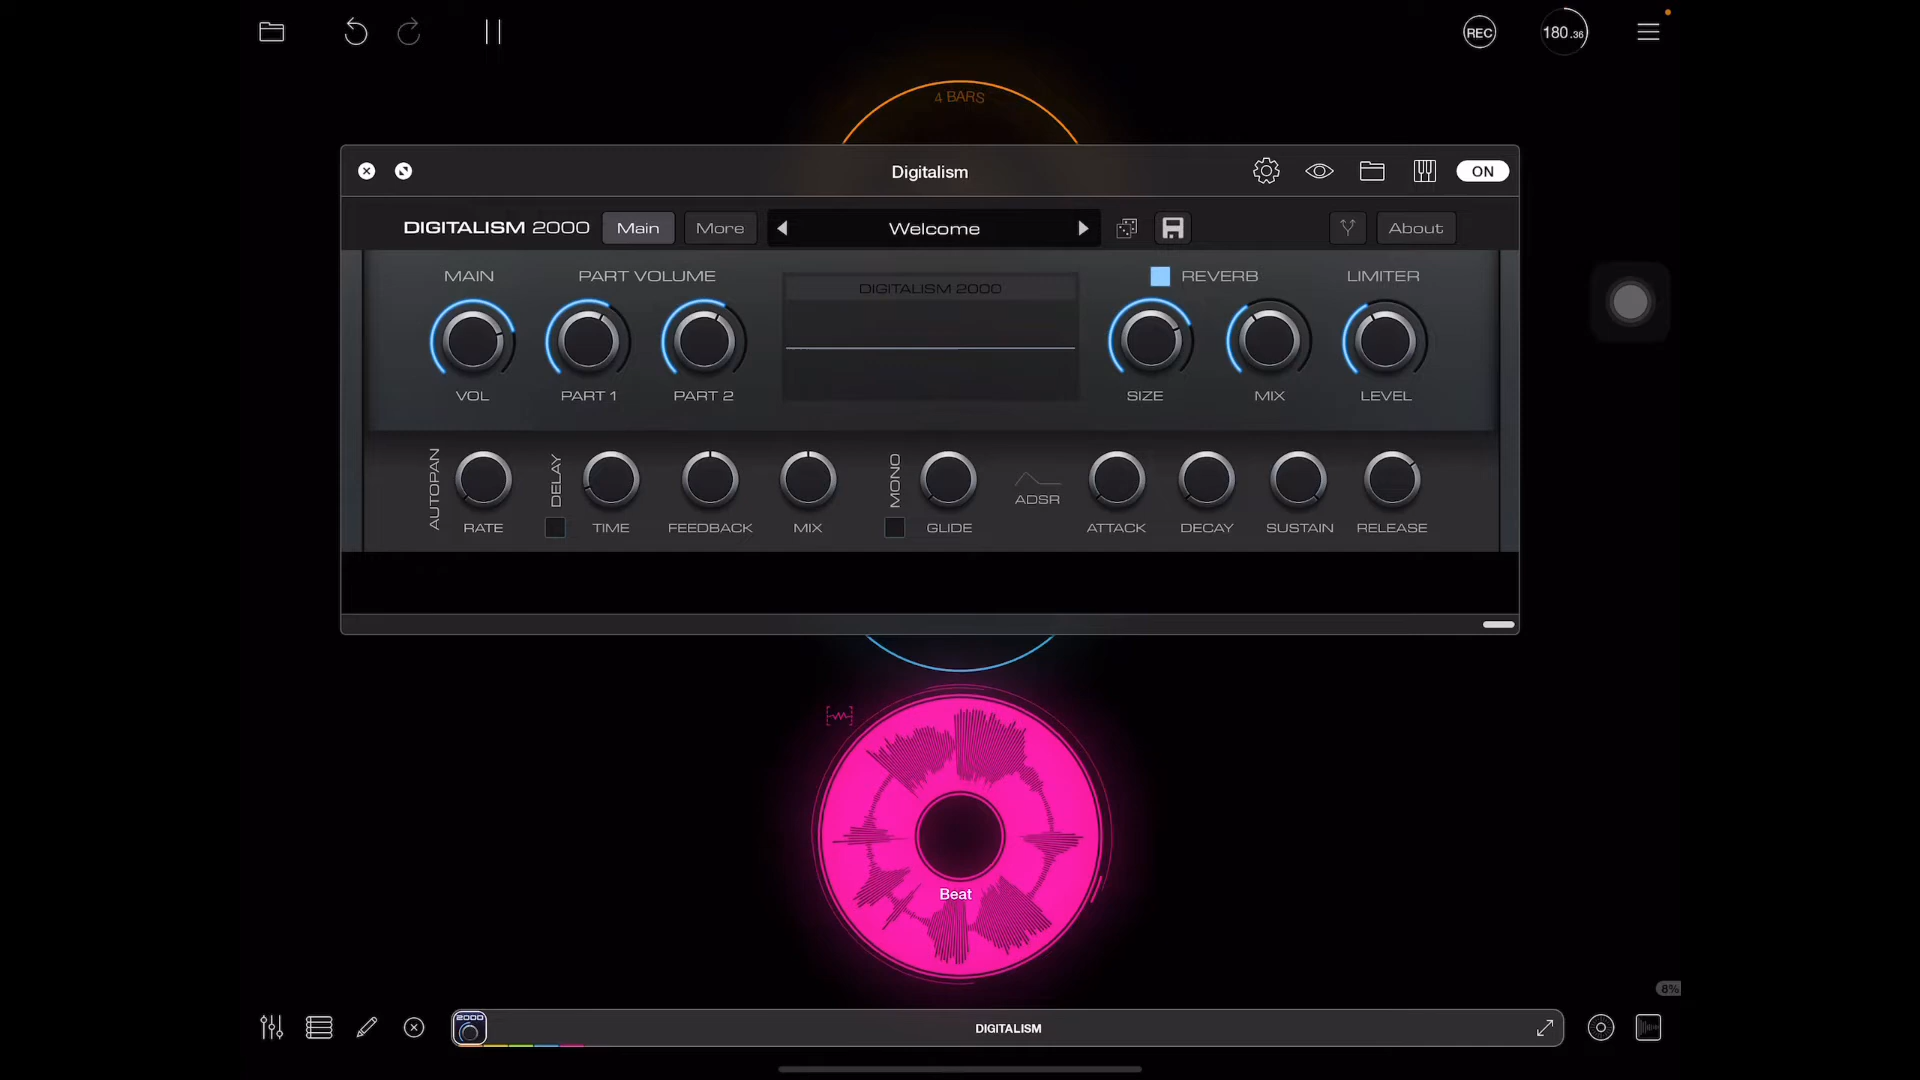 REC
180.36
4 BARS
Digitalism
ON
DIGITALISM 2000
Main
More
Welcome
About
MAIN
PART VOLUME
DIGITALISM 2000
REVERB
LIMITER
VOL
PART 1
PART 2
SIZE
MIX
LEVEL
AUTOPAN
RATE
DELAY
TIME
FEEDBACK
MIX
MONO
GLIDE
ADSR
ATTACK
DECAY
SUSTAIN
RELEASE
Beat
8%
2000
DIGITALISM